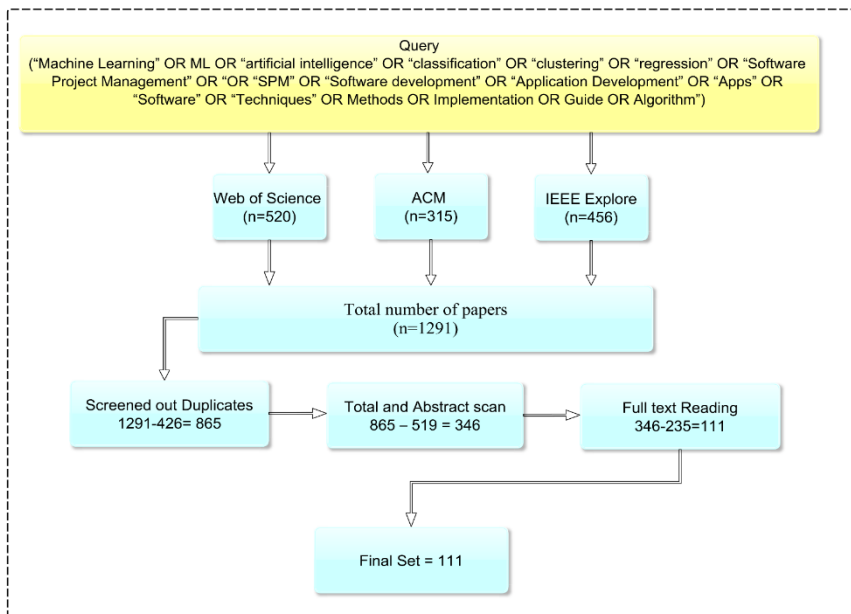 Query
(“Machine Learning” OR ML OR “artificial intelligence” OR “classification” OR “clustering” OR “regression” OR “Software
Project Management” OR “OR “SPM” OR “Software development” OR “Application Development” OR “Apps” OR
“Software” OR “Techniques” OR Methods OR Implementation OR Guide OR Algorithm”)
Web of Science
(n=520)
ACM
(n=315)
IEEE Explore
(n=456)
Total number of papers
(n=1291)
Screened out Duplicates
1291-426= 865
Total and Abstract scan
865 – 519 = 346
Full text Reading
346-235=111
Final Set = 111